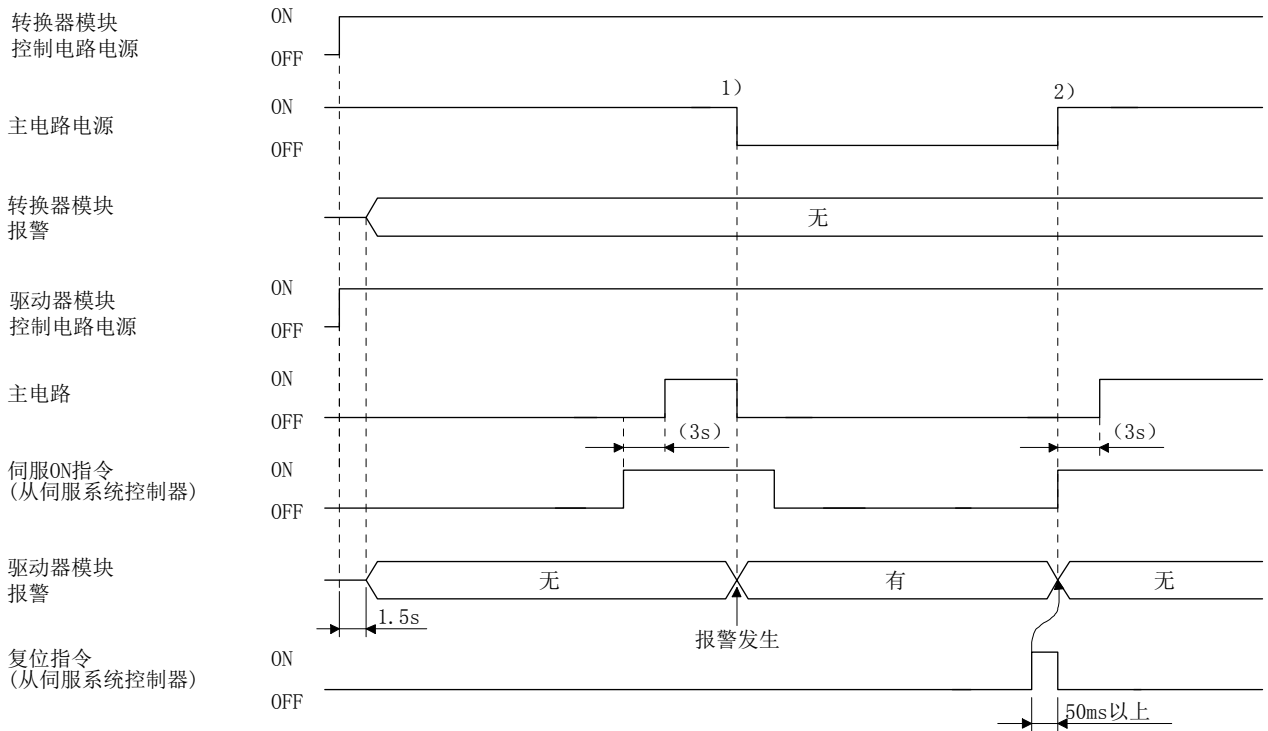 转换器模块
控制电路电源
ON
OFF
1)
2)
主电路电源
ON
OFF
转换器模块
报警
无
驱动器模块
控制电路电源
ON
OFF
主电路
ON
OFF
(3s)
(3s)
伺服ON指令
(从伺服系统控制器)
ON
OFF
驱动器模块
报警
无
有
无
1.5s
报警发生
复位指令
(从伺服系统控制器)
ON
OFF
50ms以上